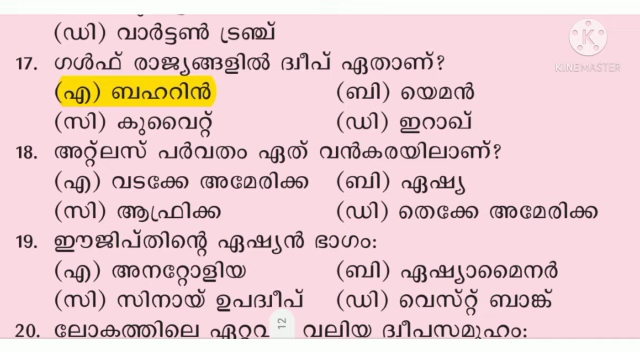 (ഡി) വാർട്ടൺ ട്രഞ്ച്
KINEMASTER
17. ഗൾഫ് രാജ്യങ്ങളിൽ ദ്വീപ് ഏതാണ്?
(എ) ബഹറിൻ (ബി) യെമൻ
(സി) കുവൈറ്റ് (ഡി) ഇറാഖ്
18. അറ്റ്ലസ് പർവതം ഏത് വൻകരയിലാണ്?
(എ) വടക്കേ അമേരിക്ക (ബി) ഏഷ്യ
(സി) ആഫ്രിക്ക (ഡി) തെക്കേ അമേരിക്ക
19. ഈജിപ്തിന്റെ ഏഷ്യൻ ഭാഗം:
(എ) അനറ്റോളിയ (ബി) ഏഷ്യാമൈനർ
(സി) സിനായ് ഉപദ്വീപ് (ഡി) വെസ്റ്റ് ബാങ്ക്
20. ലോകത്തിലെ 12 വലിയ ദ്വീപസമൂഹം: